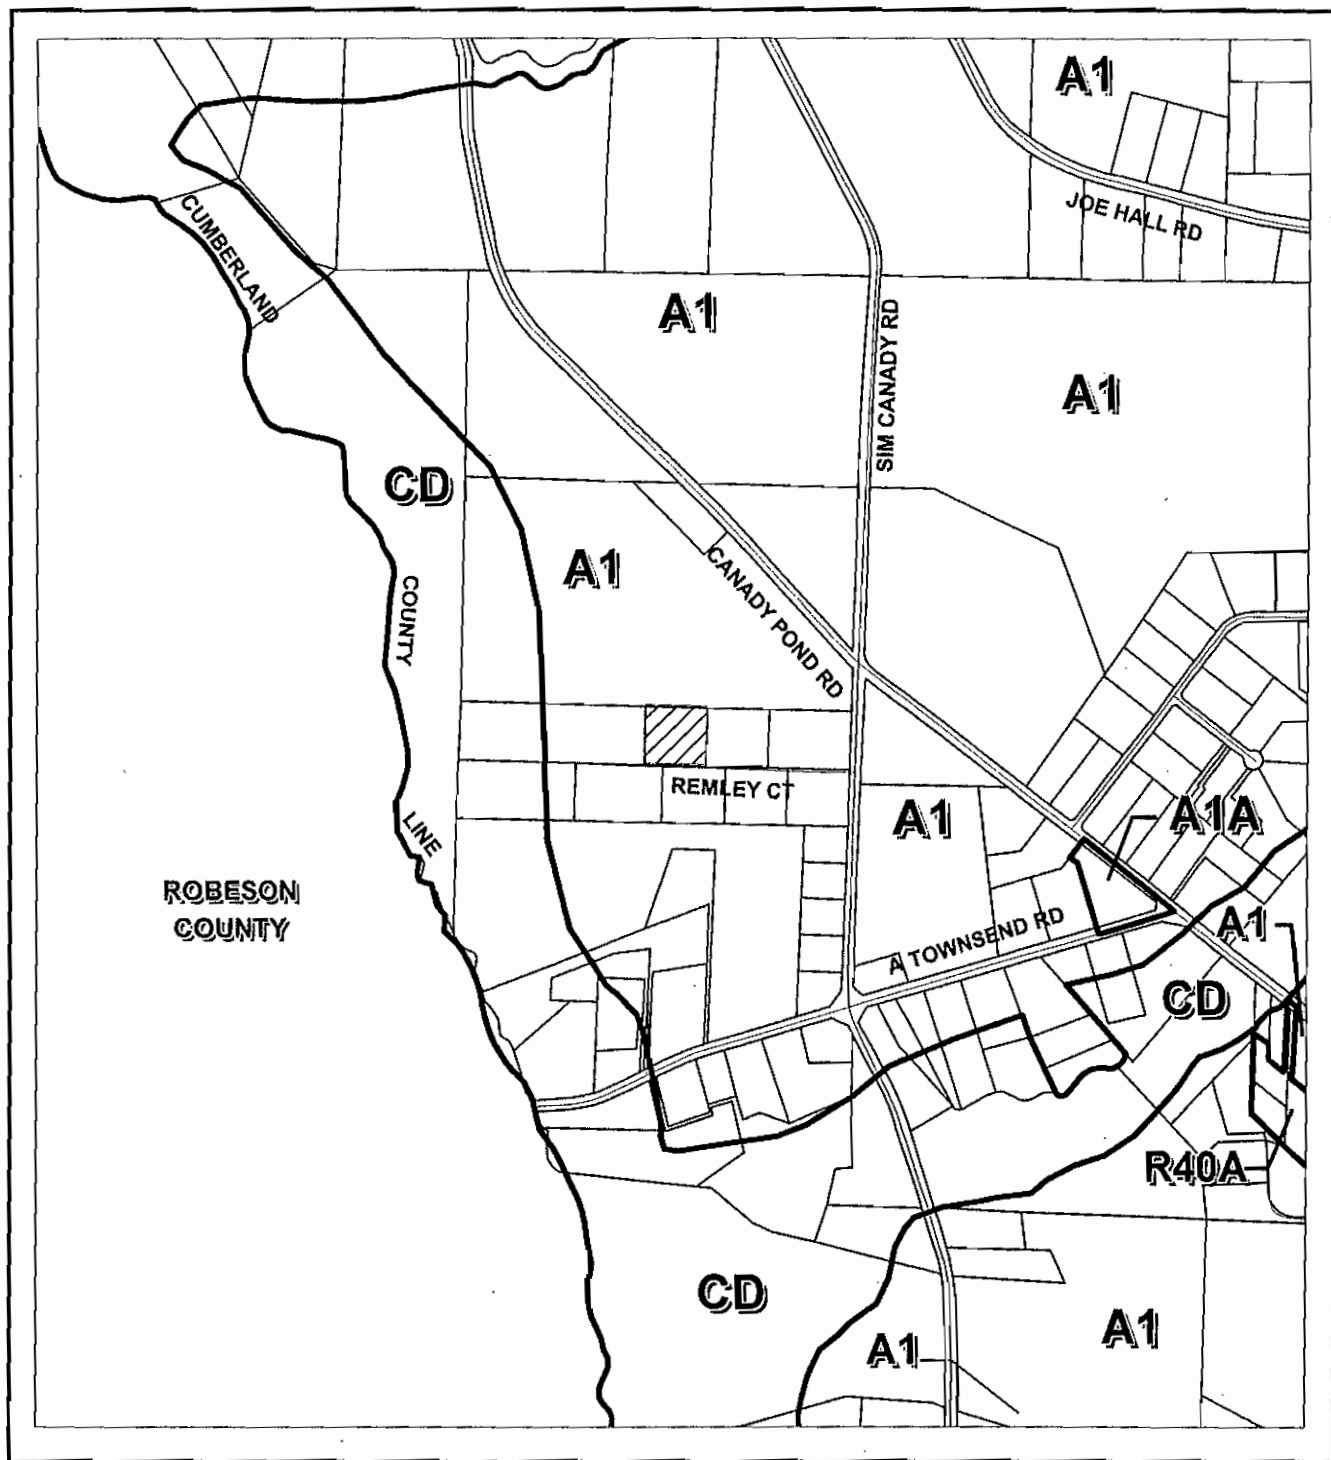 A1
JOE HALL RD
CUMBERLAND
A1
SIM CANADY RD
A1
CD
A1
CANADY POND RD
COUNTY
REMLEY CT
A1
A1A
LINE
ROBESON
COUNTY
A TOWNSEND RD
A1
CD
R40A
CD
A1
A1